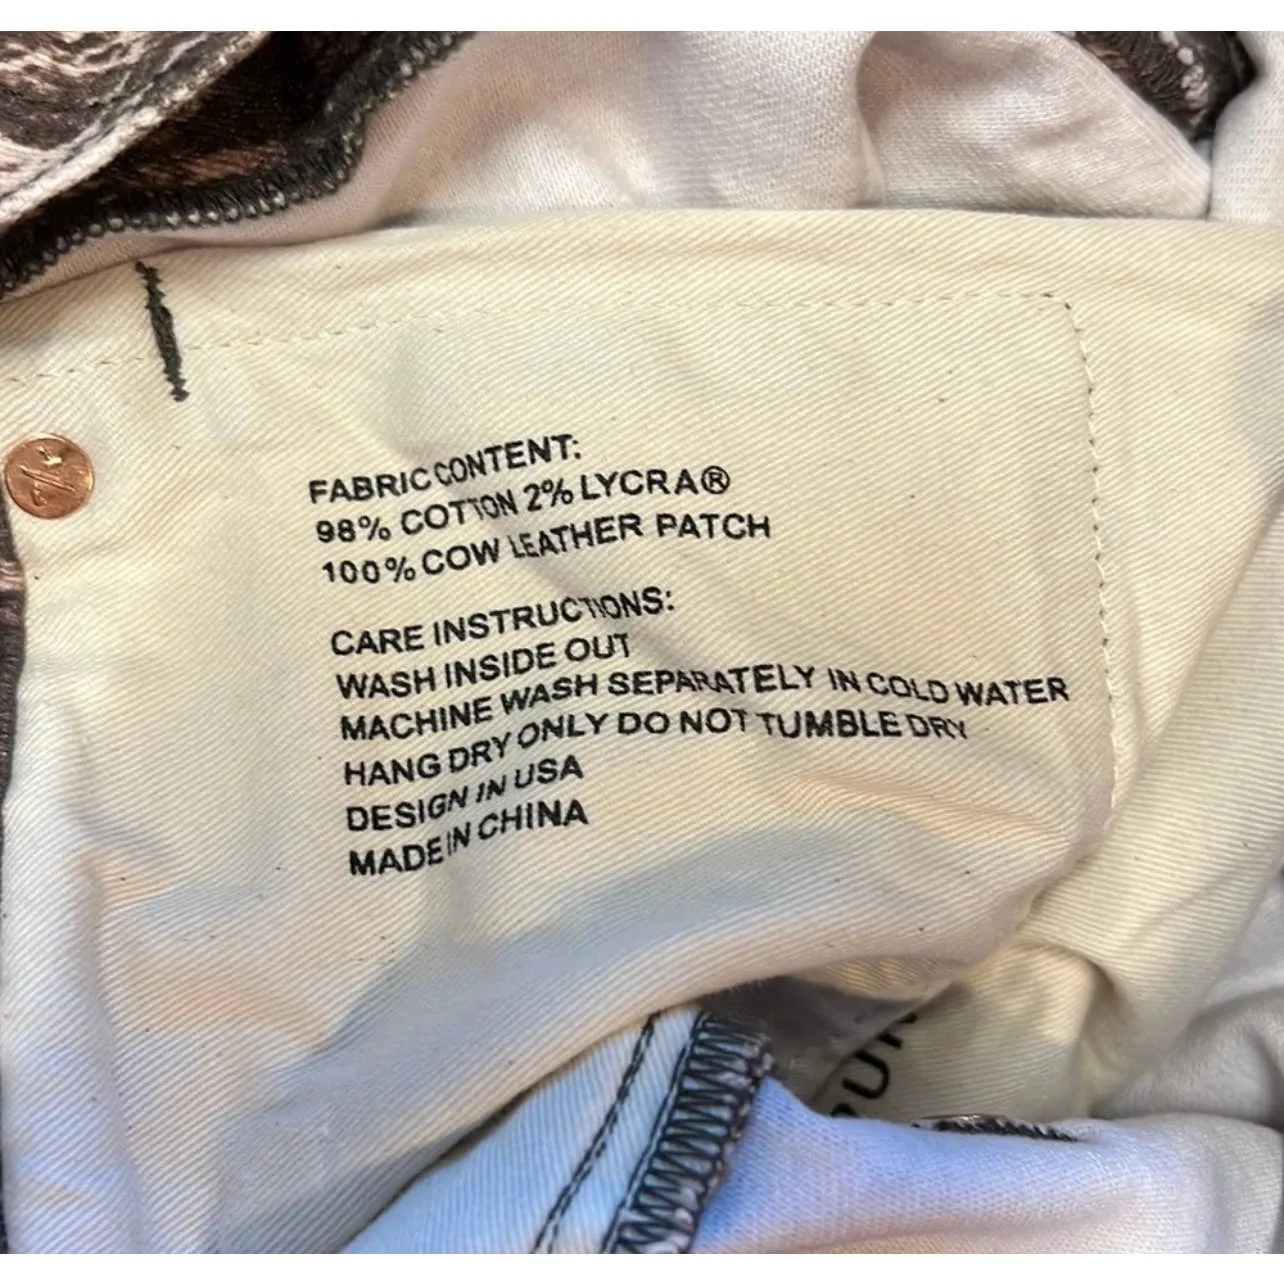 FABRIC CONTENT:
98% COTTON 2% LYCRA®
100% COW LEATHER PATCH
CARE INSTRUCTIONS:
WASH INSIDE OUT
MACHINE WASH SEPARATELY IN COLD WATER
HANG DRY ONLY DO NOT TUMBLE DRY
DESIGN IN USA
MADE IN CHINA